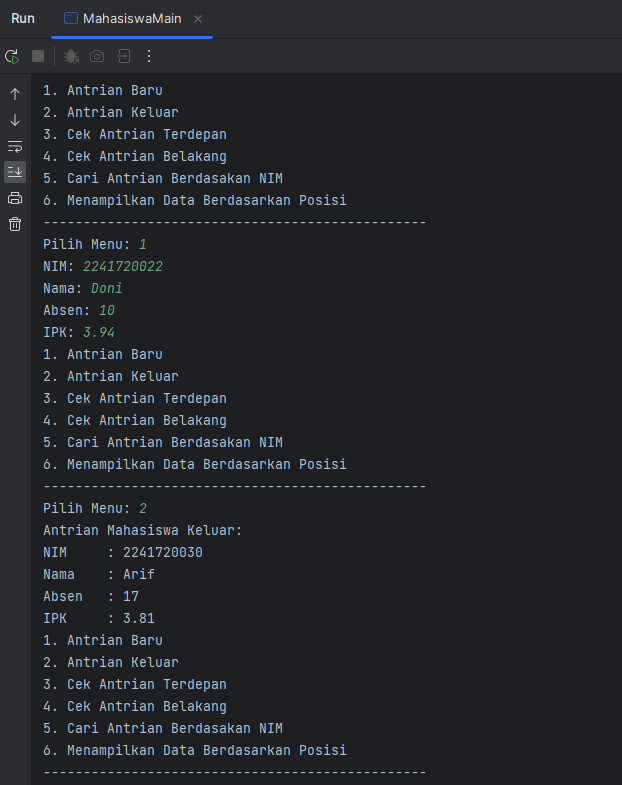 Run MahasiswaMain
1. Antrian Baru
2. Antrian Keluar
3. Cek Antrian Terdepan
4. Cek Antrian Belakang
5. Cari Antrian Berdasakan NIM
6. Menampilkan Data Berdasarkan Posisi
------------------------------------------------
Pilih Menu: 1
NIM: 2241720022
Nama: Doni
Absen: 10
IPK: 3.94
1. Antrian Baru
2. Antrian Keluar
3. Cek Antrian Terdepan
4. Cek Antrian Belakang
5. Cari Antrian Berdasakan NIM
6. Menampilkan Data Berdasarkan Posisi
------------------------------------------------
Pilih Menu: 2
Antrian Mahasiswa Keluar:
NIM     : 2241720030
Nama    : Arif
Absen   : 17
IPK     : 3.81
1. Antrian Baru
2. Antrian Keluar
3. Cek Antrian Terdepan
4. Cek Antrian Belakang
5. Cari Antrian Berdasakan NIM
6. Menampilkan Data Berdasarkan Posisi
------------------------------------------------